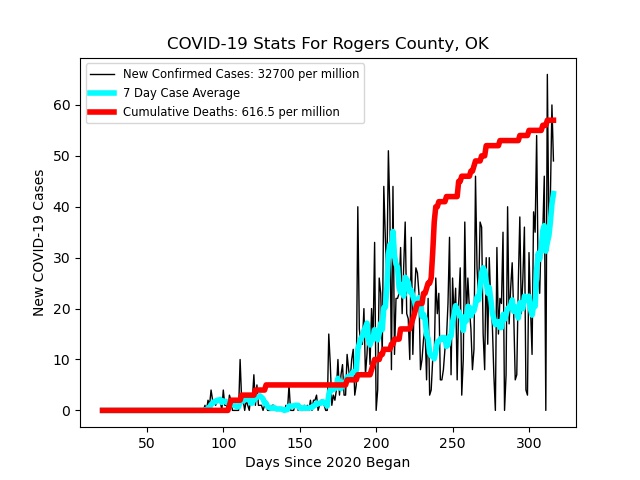 COVID-19 Stats For Rogers County, OK
New Confirmed Cases: 32700 per million
7 Day Case Average
Cumulative Deaths: 616.5 per million
New COVID-19 Cases
60
50
40
30
20
10
0
50 100 150 200 250 300
Days Since 2020 Began